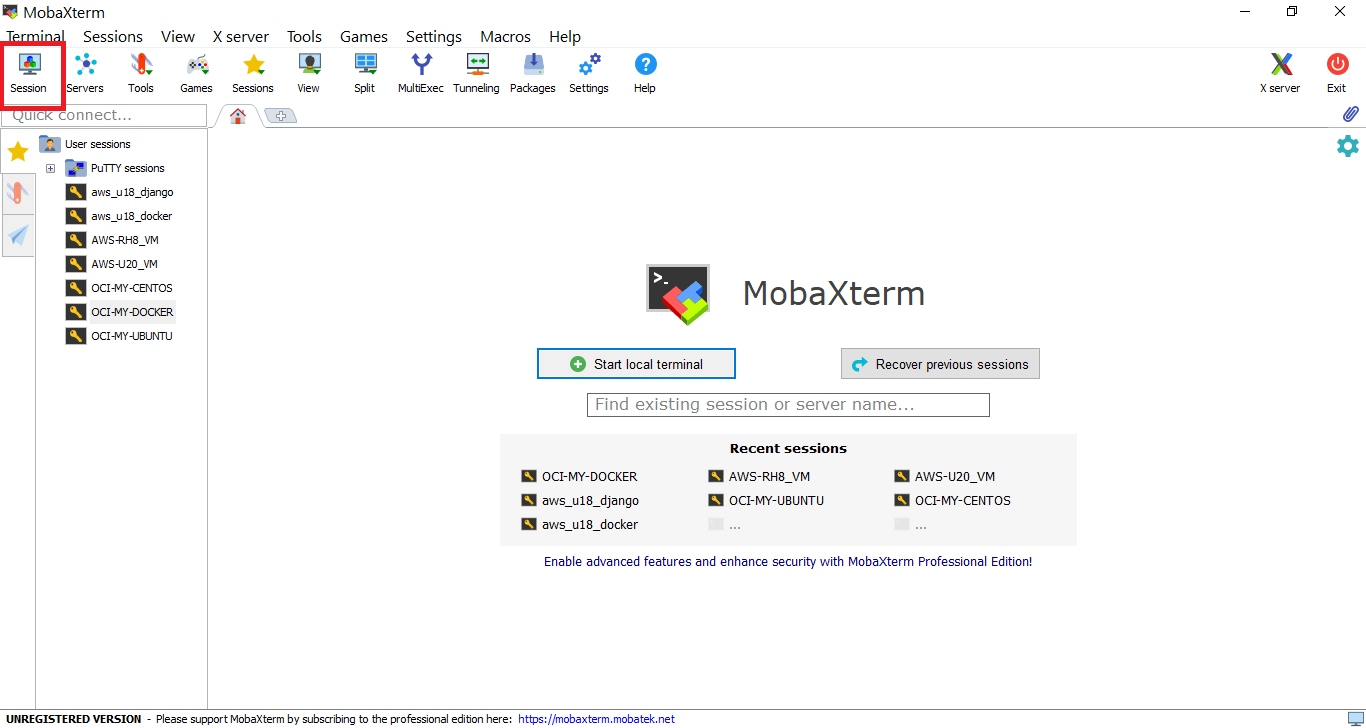 MobaXterm
Terminal Sessions View X server Tools Games Settings Macros Help
Session Servers Tools Games Sessions View Split MultiExec Tunneling Packages Settings Help X server Exit
Quick connect...
User sessions
PuTTY sessions
aws_u18_django
aws_u18_docker
AWS-RH8_VM
AWS-U20_VM
OCI-MY-CENTOS
OCI-MY-DOCKER
OCI-MY-UBUNTU
>_
MobaXterm
Start local terminal Recover previous sessions
Find existing session or server name...
Recent sessions
OCI-MY-DOCKER AWS-RH8_VM AWS-U20_VM
aws_u18_django OCI-MY-UBUNTU OCI-MY-CENTOS
aws_u18_docker ... ...
Enable advanced features and enhance security with MobaXterm Professional Edition!
UNREGISTERED VERSION - Please support MobaXterm by subscribing to the professional edition here: https://mobaxterm.mobatek.net